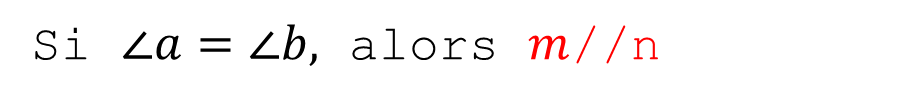 Si ∠a = ∠b, alors m//n